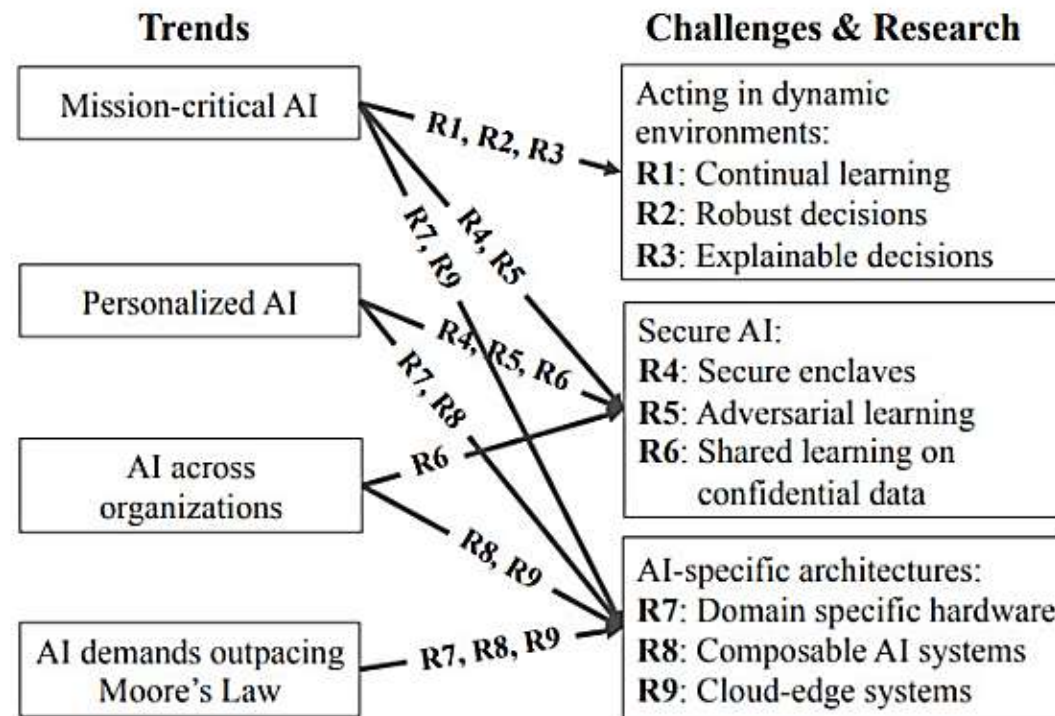 Trends
Mission-critical AI
Personalized AI
AI across
organizations
AI demands outpacing
Moore's Law
R1, R2, R3
R4, R5
R7, R9
R4, R5, R6
R7, R8
R6
R8, R9
R7, R8, R9
Challenges & Research
Acting in dynamic
environments:
R1: Continual learning
R2: Robust decisions
R3: Explainable decisions
Secure AI:
R4: Secure enclaves
R5: Adversarial learning
R6: Shared learning on
confidential data
AI-specific architectures:
R7: Domain specific hardware
R8: Composable AI systems
R9: Cloud-edge systems